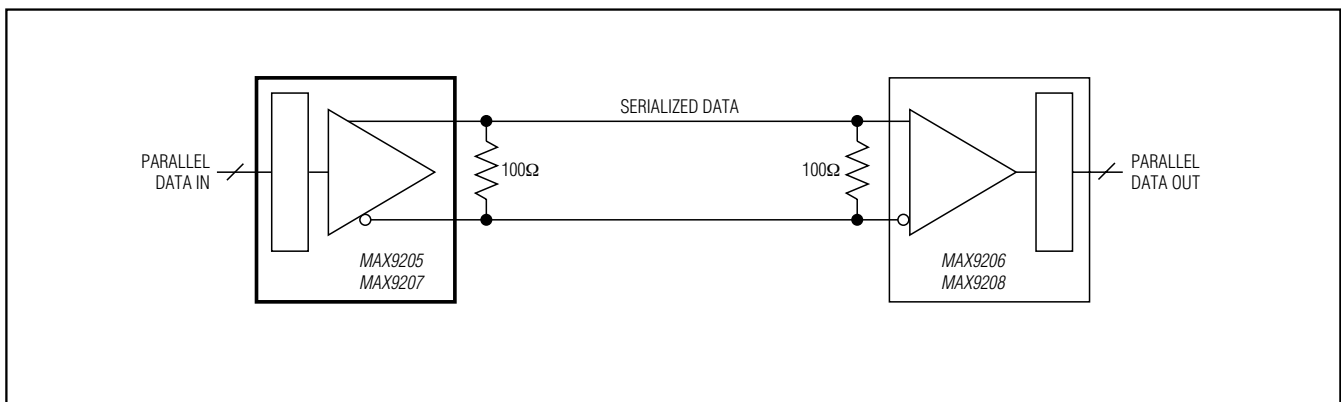 SERIALIZED DATA
PARALLEL
DATA IN
100Ω
100Ω
PARALLEL
DATA OUT
MAX9205
MAX9207
MAX9206
MAX9208